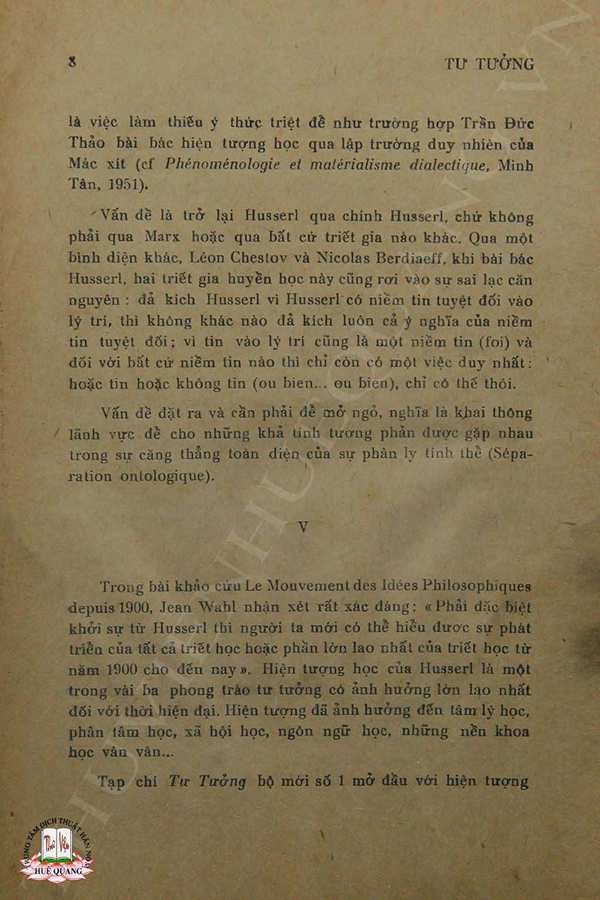 8
TƯ TƯỞNG
là việc làm thiếu ý thức triệt để như trường hợp Trần Đức
Thảo bài bác hiện tượng học qua lập trường duy nhiên của
Mác xít (cf Phénoménologie et matérialisme dialectique, Minh
Tân, 1951).
Vấn đề là trở lại Husserl qua chính Husserl, chứ không
phải qua Marx hoặc qua bất cứ triết gia nào khác. Qua một
bình diện khác, Léon Chestov và Nicolas Berdiaeff, khi bài bác
Husserl, hai triết gia huyền học này cũng rơi vào sự sai lạc căn
nguyên : đả kích Husserl vì Husserl có niềm tin tuyệt đối vào
lý trí, thì không khác nào đả kích luôn cả ý nghĩa của niềm
tin tuyệt đối ; vì tin vào lý trí cũng là một niềm tin (foi) và
đối với bất cứ niềm tin nào thì chỉ còn có một việc duy nhất :
hoặc tin hoặc không tin (ou bien... ou bien), chỉ có thế thôi.
Vấn đề đặt ra và cần phải để mở ngỏ, nghĩa là khai thông
lãnh vực để cho những khả tính tương phản được gặp nhau
trong sự căng thẳng toàn diện của sự phân ly tính thể (Sépa-
ration ontologique).
V
Trong bài khảo cứu Le Mouvement des Idées Philosophiques
depuis 1900, Jean Wahl nhận xét rất xác đáng : « Phải đặc biệt
khởi sự từ Husserl thì người ta mới có thể hiểu được sự phát
triển của tất cả triết học hoặc phần lớn lao nhất của triết học từ
năm 1900 cho đến nay ». Hiện tượng học của Husserl là một
trong vài ba phong trào tư tưởng có ảnh hưởng lớn lao nhất
đối với thời hiện đại. Hiện tượng đã ảnh hưởng đến tâm lý học,
phân tâm học, xã hội học, ngôn ngữ học, những nền khoa
học vân vân...
Tạp chí Tư Tưởng bộ mới số 1 mở đầu với hiện tượng
TRUNG TÂM DỊCH THUẬT HÁN NÔM
Thư Viện
HUỆ QUANG